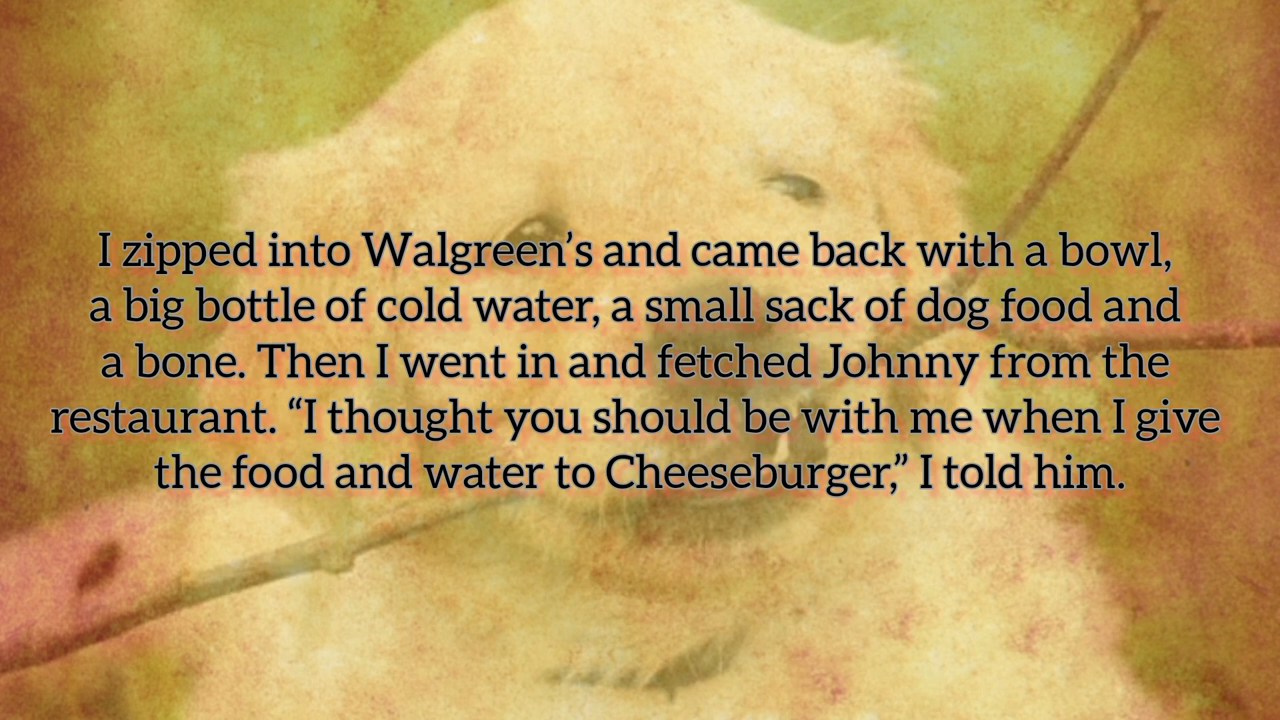 I zipped into Walgreen’s and came back with a bowl,
a big bottle of cold water, a small sack of dog food and
a bone. Then I went in and fetched Johnny from the
restaurant. “I thought you should be with me when I give
the food and water to Cheeseburger,” I told him.